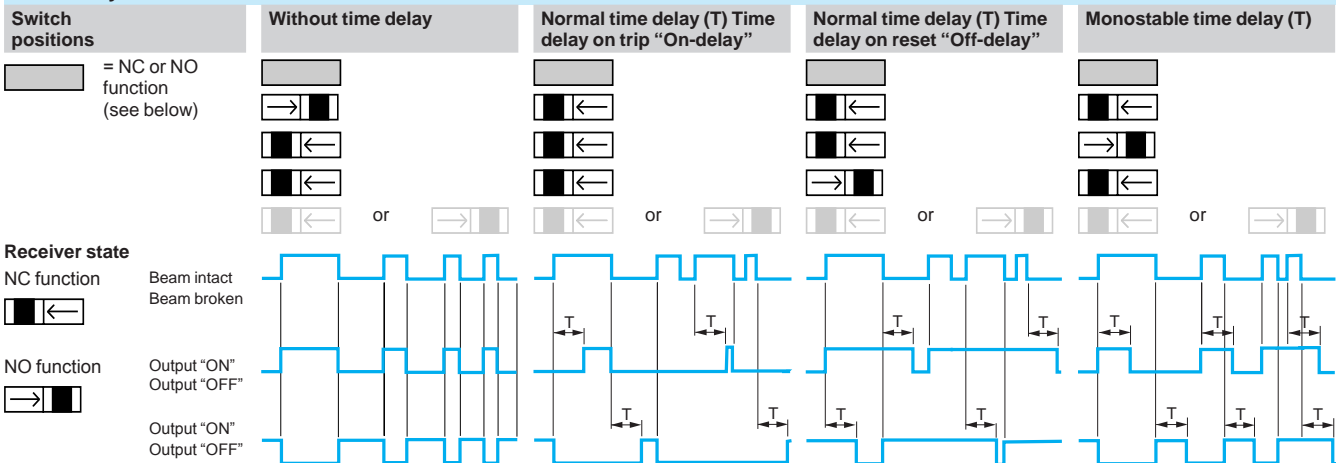 Switch
positions
Without time delay
Normal time delay (T) Time
delay on trip “On-delay”
Normal time delay (T) Time
delay on reset “Off-delay”
Monostable time delay (T)
= NC or NO
function
(see below)
or
or
or
or
Receiver state
NC function
Beam intact
Beam broken
T
T
T
T
T
T
T
NO function
Output “ON”
Output “OFF”
Output “ON”
Output “OFF”
T
T
T
T
T
T
T